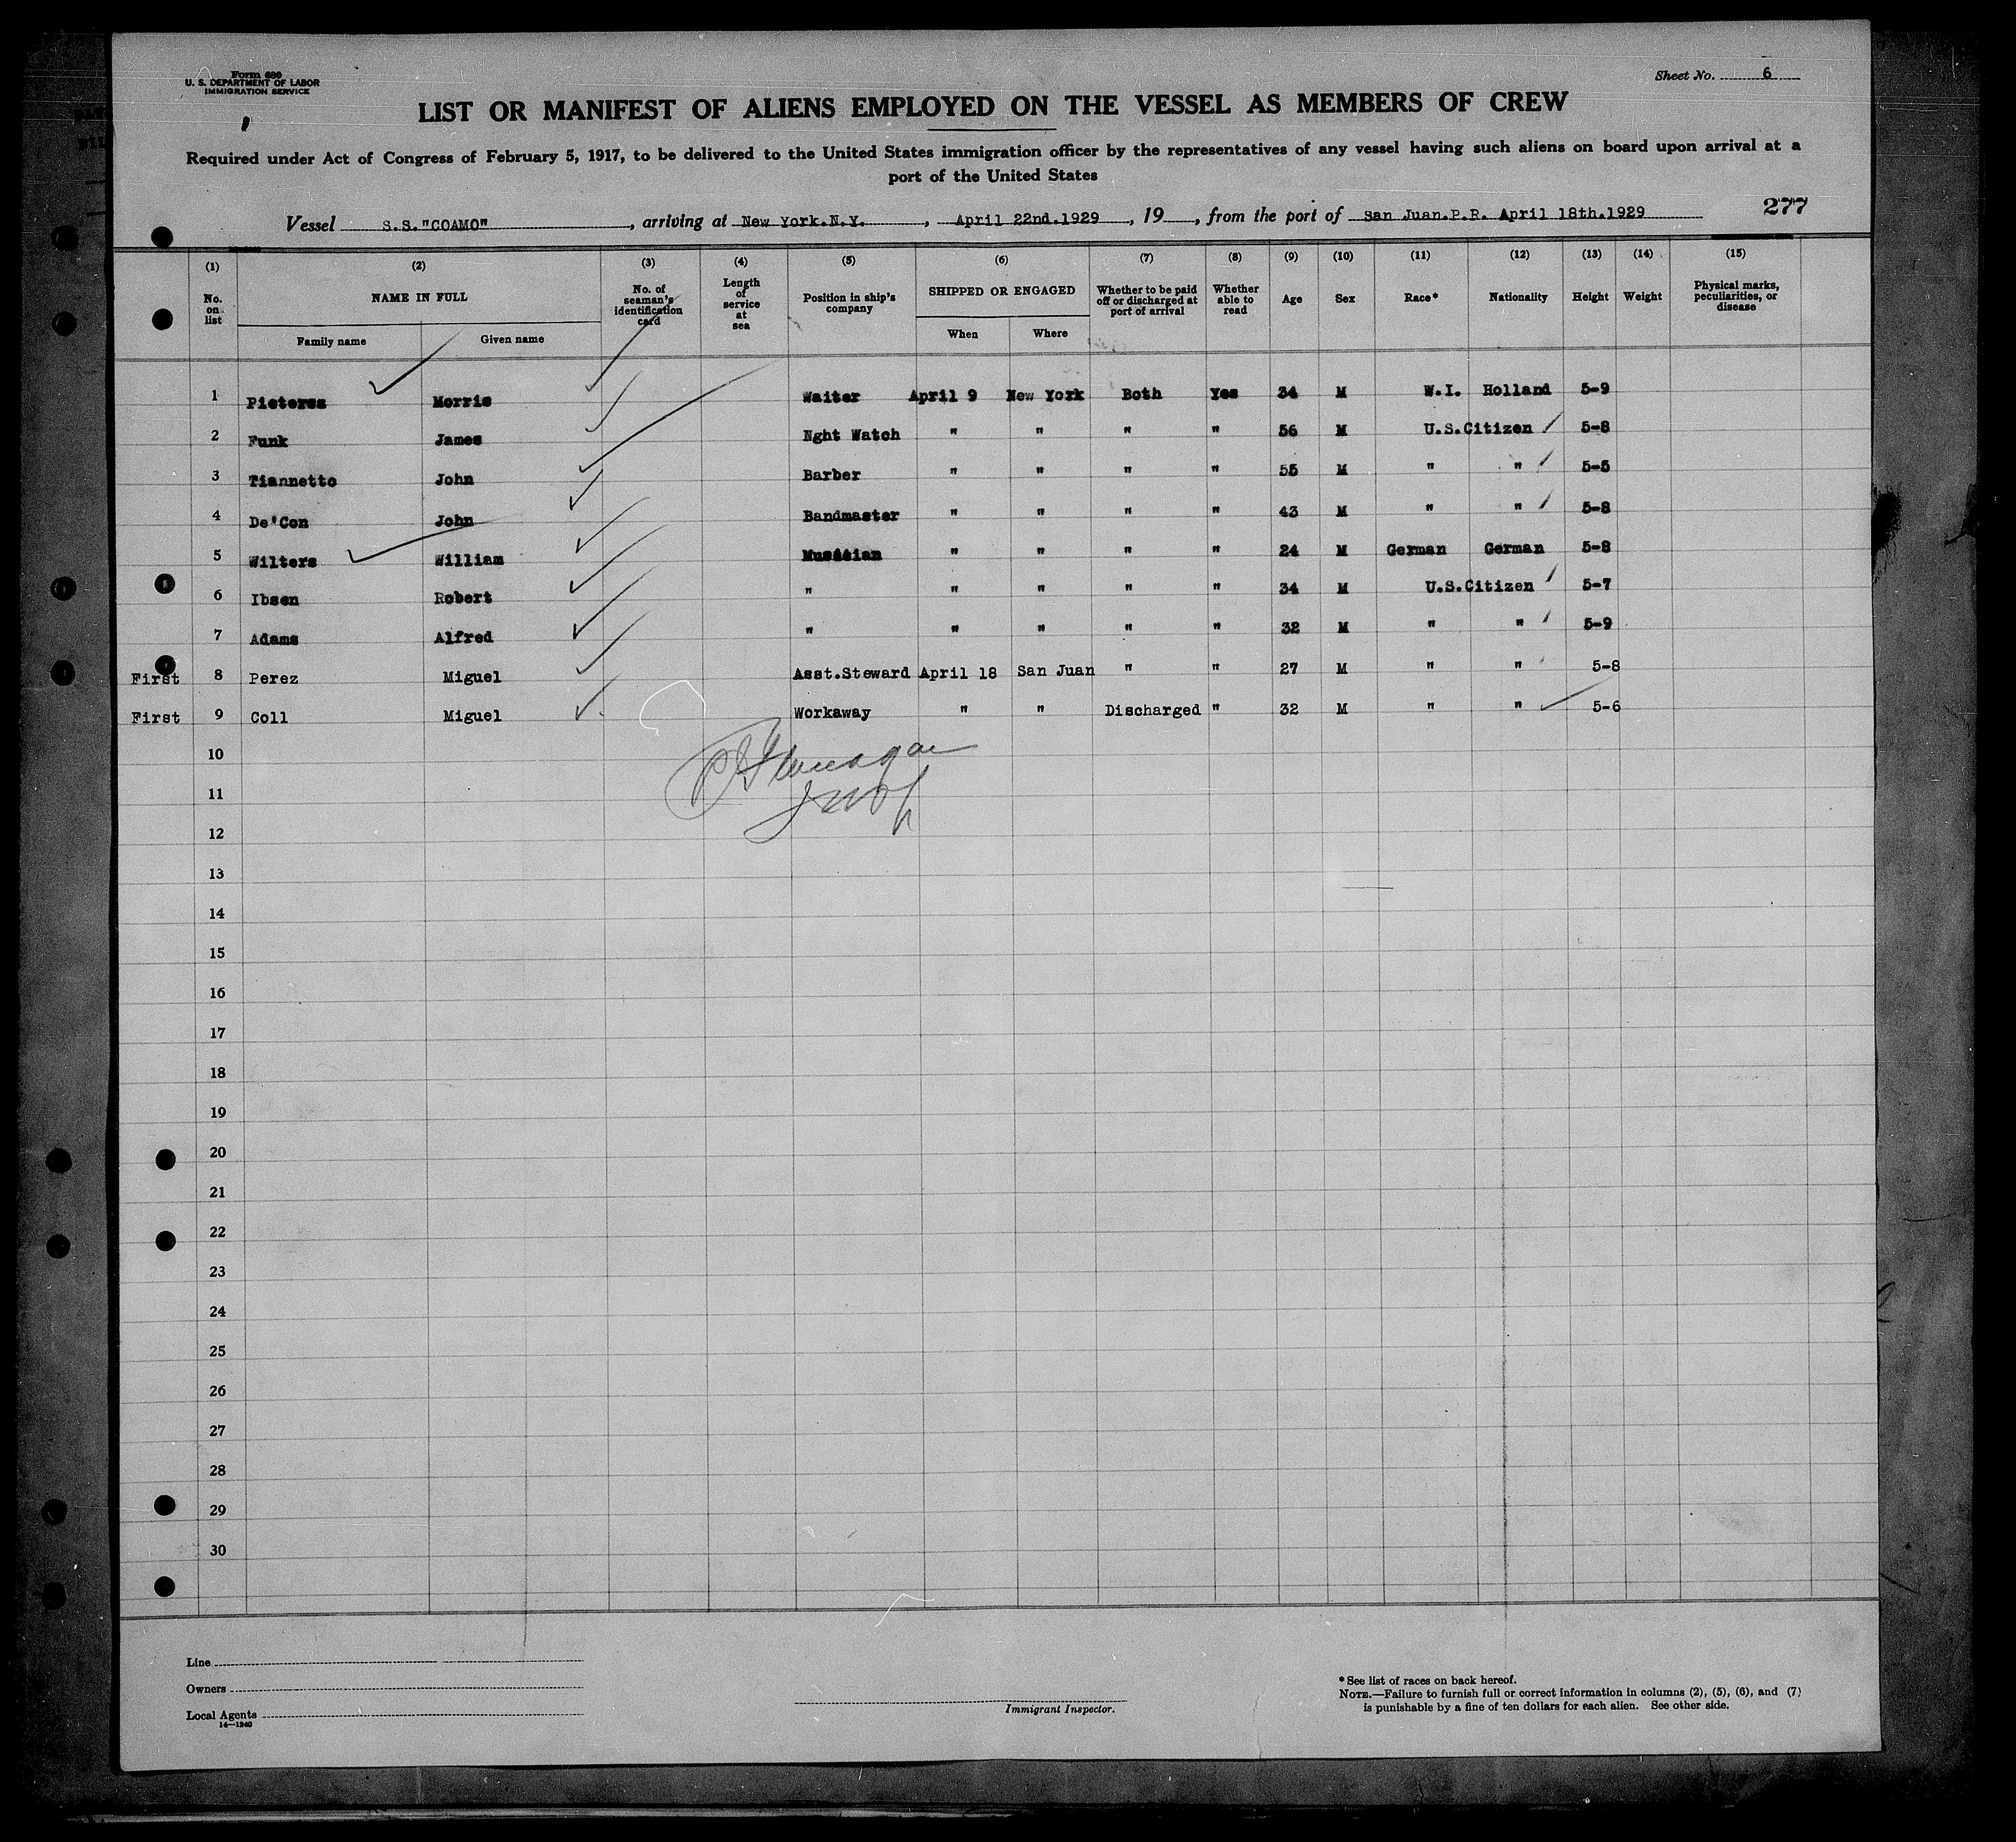 Form 680
U. S. DEPARTMENT OF LABOR
IMMIGRATION SERVICE
Sheet No. 6
LIST OR MANIFEST OF ALIENS EMPLOYED ON THE VESSEL AS MEMBERS OF CREW
Required under Act of Congress of February 5, 1917, to be delivered to the United States immigration officer by the representatives of any vessel having such aliens on board upon arrival at a
port of the United States
277
Vessel S.S."COAMO", arriving at New York.N.Y., April 22nd.1929, 19, from the port of San Juan.P.R. April 18th.1929
(1) (2) (3) (4) (5) (6) (7) (8) (9) (10) (11) (12) (13) (14) (15)
No. on list
NAME IN FULL
Family name Given name
No. of seaman's identification card
Length of service at sea
Position in ship's company
SHIPPED OR ENGAGED
When Where
Whether to be paid off or discharged at port of arrival
Whether able to read
Age Sex Race* Nationality Height Weight
Physical marks, peculiarities, or disease
1 Pieterss Morris Waiter April 9 New York Both Yes 34 M W.I. Holland 5-9
2 Funk James Nght Watch " " " " 56 M U.S.Citizen 5-8
3 Tiannetto John Barber " " " " 55 M " " 5-5
4 De'Con John Bandmaster " " " " 43 M " " 5-8
5 Wilters William " " " " 24 M German German 5-8
6 Ibsen Robert " " " " " 34 M U.S.Citizen 5-7
7 Adams Alfred " " " " " 32 M " " 5-9
First 8 Perez Miguel Asst.Steward April 18 San Juan " " 27 M " " 5-8
First 9 Coll Miguel Workaway " " Discharged " 32 M " " 5-6
10
11
12
13
14
15
16
17
18
19
20
21
22
23
24
25
26
27
28
29
30
Line
Owners
Local Agents
14—1240
Immigrant Inspector.
* See list of races on back hereof.
NOTE.—Failure to furnish full or correct information in columns (2), (5), (6), and (7)
is punishable by a fine of ten dollars for each alien. See other side.